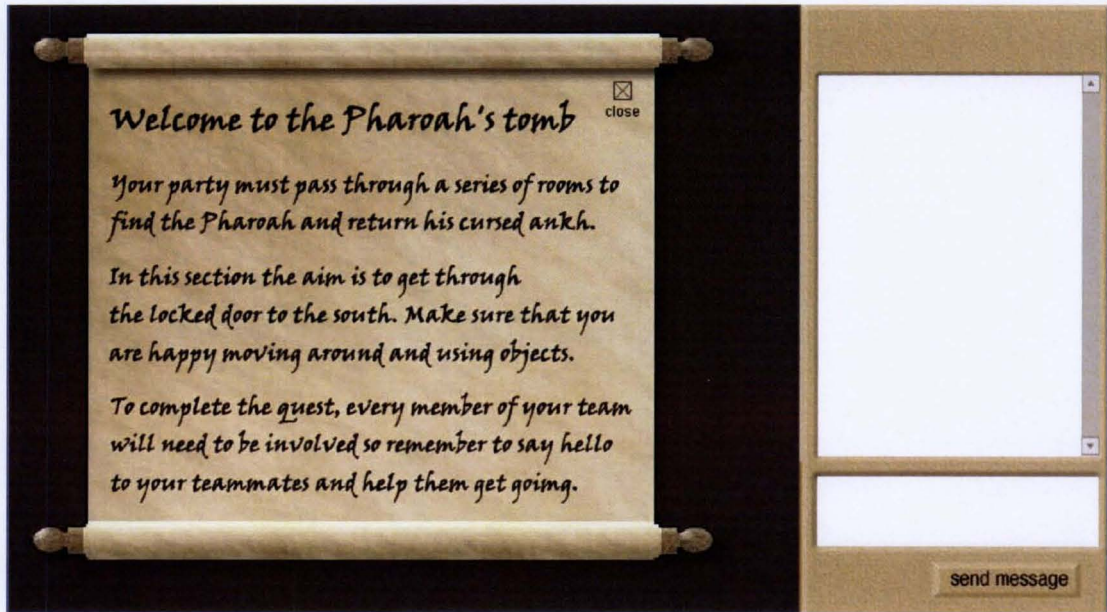 close
Welcome to the Pharoah's tomb
Your party must pass through a series of rooms to
find the Pharoah and return his cursed ankh.
In this section the aim is to get through
the locked door to the south. Make sure that you
are happy moving around and using objects.
To complete the quest, every member of your team
will need to be involved so remember to say hello
to your teammates and help them get goimg.
send message